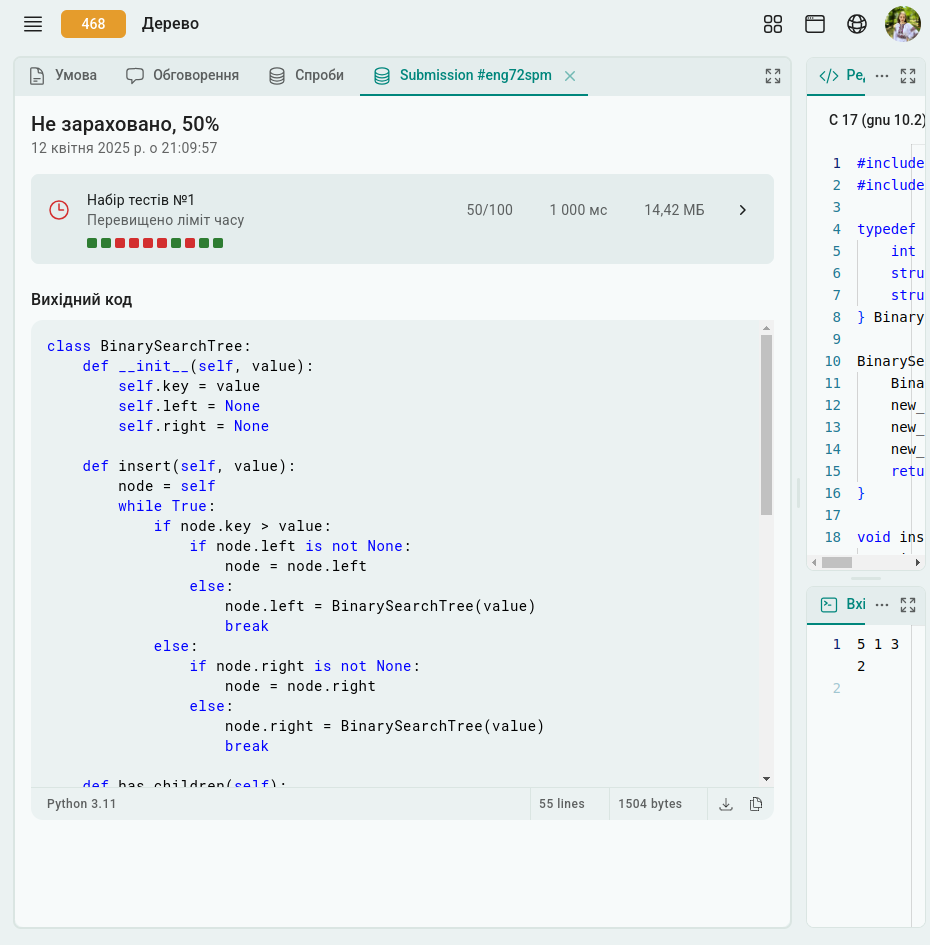 468
Дерево
Умова
Обговорення
Спроби
Submission #eng72spm
Не зараховано, 50%
12 квітня 2025 р. о 21:09:57
Набір тестів №1
Перевищено ліміт часу
50/100
1 000 мс
14,42 МБ
Вихідний код
class BinarySearchTree:
    def __init__(self, value):
        self.key = value
        self.left = None
        self.right = None
    def insert(self, value):
        node = self
        while True:
            if node.key > value:
                if node.left is not None:
                    node = node.left
                else:
                    node.left = BinarySearchTree(value)
                    break
            else:
                if node.right is not None:
                    node = node.right
                else:
                    node.right = BinarySearchTree(value)
                    break
    def has_children(self):
Python 3.11
55 lines
1504 bytes
</> Ре
C 17 (gnu 10.2)
1 #include
2 #include
3
4 typedef
5     int
6     stru
7     stru
8 } Binary
9
10 BinarySe
11     Bina
12     new_
13     new_
14     new_
15     retu
16 }
17
18 void ins
Вхі
1 5 1 3
2
2